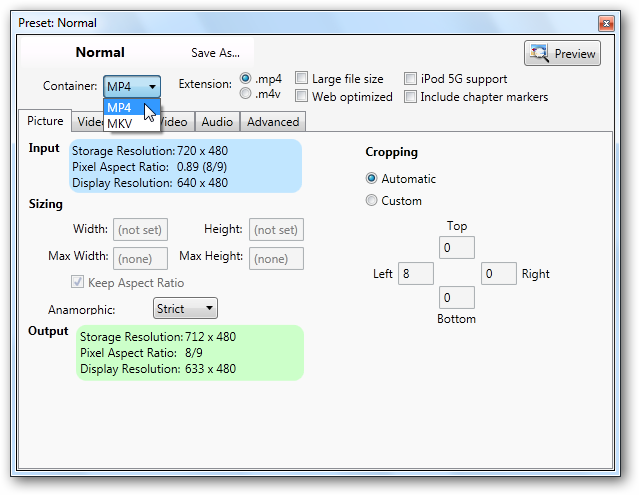 Preset: Normal
Normal Save As... Preview
Container: MP4 Extension: .mp4 Large file size iPod 5G support
.m4v Web optimized Include chapter markers
MP4
MKV
Picture Video Audio Advanced
Input
Storage Resolution: 720 x 480
Pixel Aspect Ratio: 0.89 (8/9)
Display Resolution: 640 x 480
Sizing
Width: (not set) Height: (not set)
Max Width: (none) Max Height: (none)
Keep Aspect Ratio
Anamorphic: Strict
Output
Storage Resolution: 712 x 480
Pixel Aspect Ratio: 8/9
Display Resolution: 633 x 480
Cropping
Automatic
Custom
Top
0
Left 8 0 Right
0
Bottom